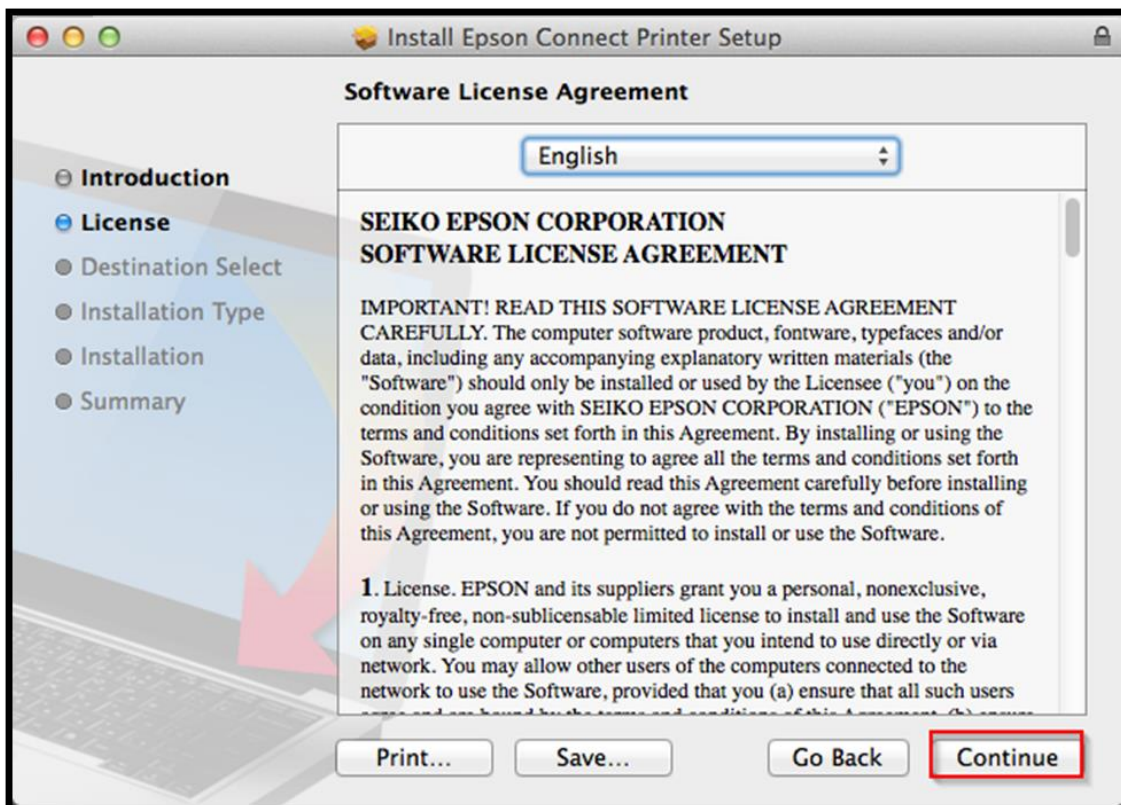 Install Epson Connect Printer Setup
Software License Agreement
English
Introduction
License
Destination Select
Installation Type
Installation
Summary
SEIKO EPSON CORPORATION
SOFTWARE LICENSE AGREEMENT
IMPORTANT! READ THIS SOFTWARE LICENSE AGREEMENT
CAREFULLY. The computer software product, fontware, typefaces and/or
data, including any accompanying explanatory written materials (the
"Software") should only be installed or used by the Licensee ("you") on the
condition you agree with SEIKO EPSON CORPORATION ("EPSON") to the
terms and conditions set forth in this Agreement. By installing or using the
Software, you are representing to agree all the terms and conditions set forth
in this Agreement. You should read this Agreement carefully before installing
or using the Software. If you do not agree with the terms and conditions of
this Agreement, you are not permitted to install or use the Software.
1. License. EPSON and its suppliers grant you a personal, nonexclusive,
royalty-free, non-sublicensable limited license to install and use the Software
on any single computer or computers that you intend to use directly or via
network. You may allow other users of the computers connected to the
network to use the Software, provided that you (a) ensure that all such users
Print...
Save...
Go Back
Continue